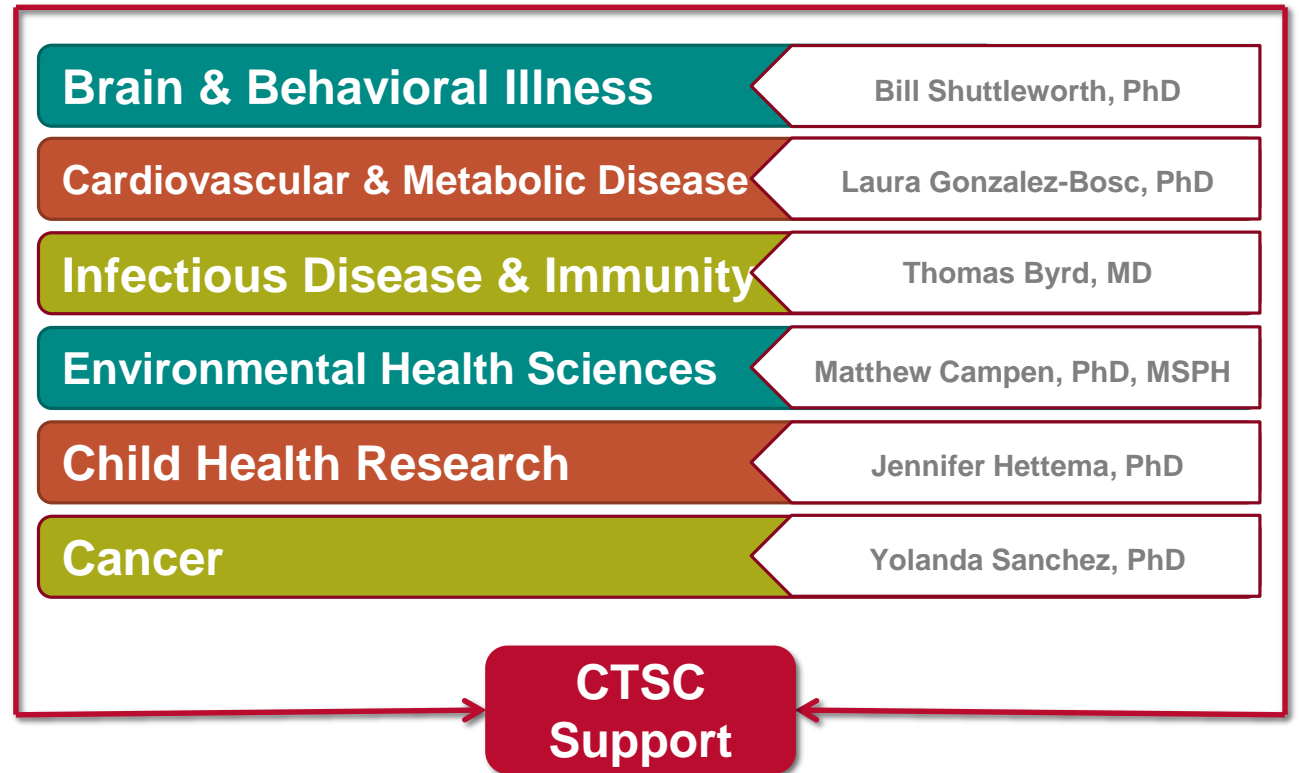 Brain & Behavioral Illness
Bill Shuttleworth, PhD
Cardiovascular & Metabolic Disease
Laura Gonzalez-Bosc, PhD
Infectious Disease & Immunity
Thomas Byrd, MD
Environmental Health Sciences
Matthew Campen, PhD, MSPH
Child Health Research
Jennifer Hettema, PhD
Cancer
Yolanda Sanchez, PhD
CTSC
Support